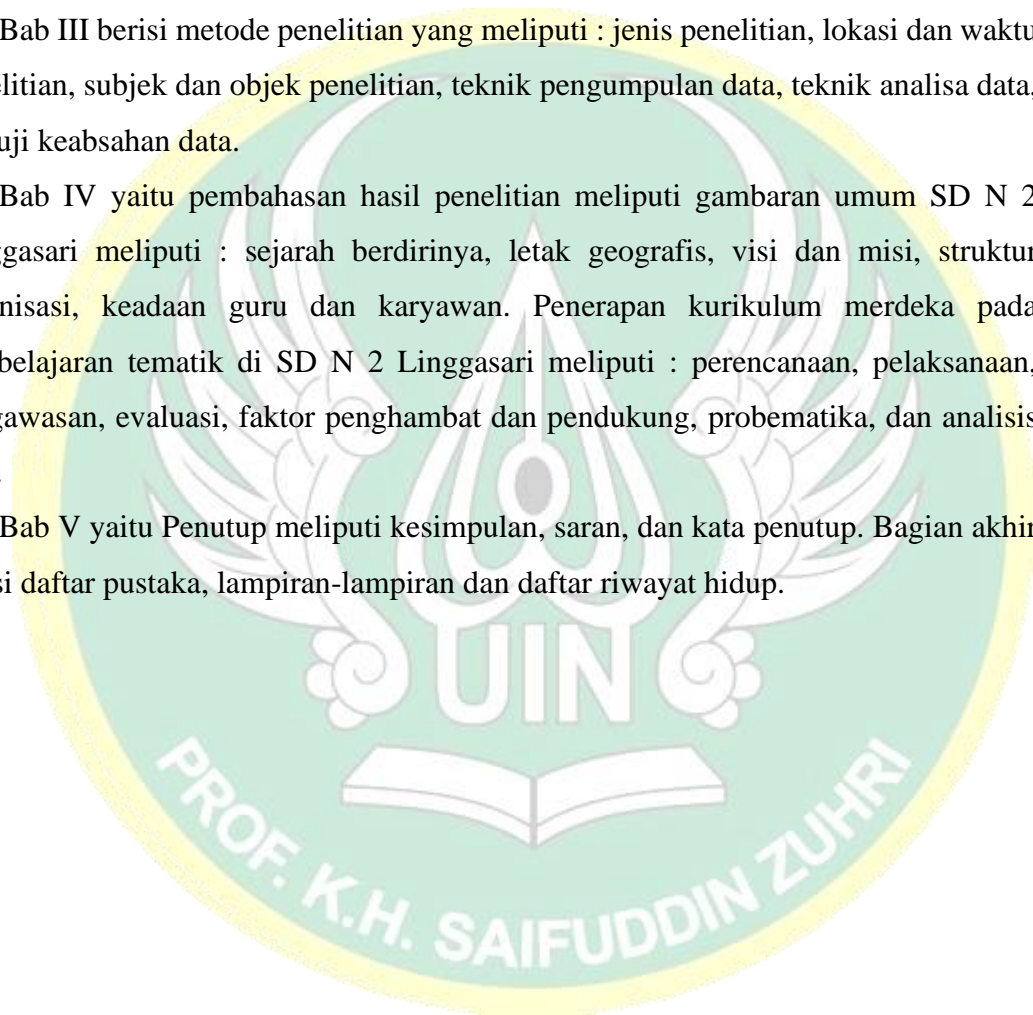 Bab III berisi metode penelitian yang meliputi : jenis penelitian, lokasi dan waktu
elitian, subjek dan objek penelitian, teknik pengumpulan data, teknik analisa data,
uji keabsahan data.
Bab IV yaitu pembahasan hasil penelitian meliputi gambaran umum SD N 2
ggasari meliputi : sejarah berdirinya, letak geografis, visi dan misi, struktur
nisasi, keadaan guru dan karyawan. Penerapan kurikulum merdeka pada
belajaran tematik di SD N 2 Linggasari meliputi : perencanaan, pelaksanaan,
gawasan, evaluasi, faktor penghambat dan pendukung, probematika, dan analisis
Bab V yaitu Penutup meliputi kesimpulan, saran, dan kata penutup. Bagian akhir
si daftar pustaka, lampiran-lampiran dan daftar riwayat hidup.
UIN
PROF. K.H. SAIFUDDIN ZUHRI